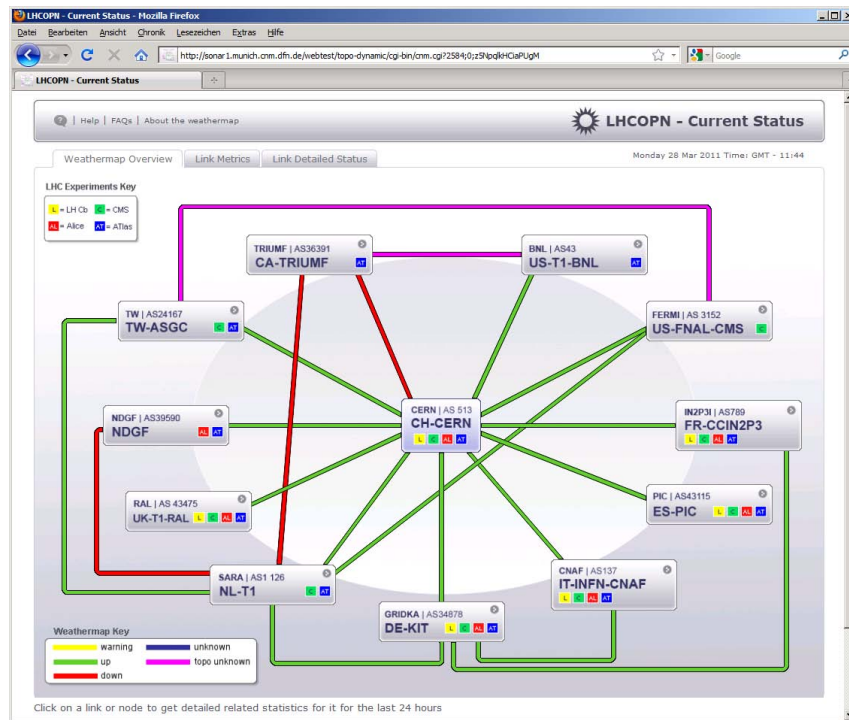 LHCOPN - Current Status - Mozilla Firefox
Datei Bearbeiten Ansicht Chronik Lesezeichen Extras Hilfe
http://sonar1.munich.cnm.dfn.de/webtest/topo-dynamic/cgi-bin/cnm.cgi?2584;0;z5NpqlkHCiaPUgM
Google
LHCOPN - Current Status
| Help | FAQs | About the weathermap
LHCOPN - Current Status
Weathermap Overview
Link Metrics
Link Detailed Status
Monday 28 Mar 2011 Time: GMT - 11:44
LHC Experiments Key
L = LH Cb C = CMS
AL = Alice AT = ATlas
TRIUMF | AS36391
CA-TRIUMF
AT
BNL | AS43
US-T1-BNL
AT
TW | AS24167
TW-ASGC
C AT
FERMI | AS 3152
US-FNAL-CMS
C
CERN | AS 513
CH-CERN
L C AL AT
NDGF | AS39590
NDGF
AL AT
IN2P3I | AS789
FR-CCIN2P3
L C AL AT
RAL | AS 43475
UK-T1-RAL L C AL AT
PIC | AS43115
ES-PIC L C AL AT
SARA | AS1 126
NL-T1
C AT
CNAF | AS137
IT-INFN-CNAF
L C AL AT
GRIDKA | AS34878
DE-KIT L C AL AT
Weathermap Key
warning unknown
up topo unknown
down
Click on a link or node to get detailed related statistics for it for the last 24 hours